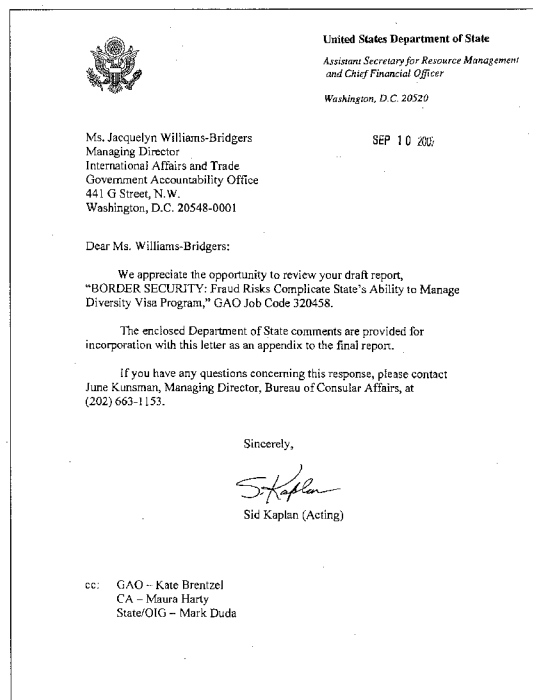 United States Department of State
Assistant Secretary for Resource Management
and Chief Financial Officer
Washington, D.C. 20520
Ms. Jacquelyn Williams-Bridgers
Managing Director
International Affairs and Trade
Government Accountability Office
441 G Street, N.W.
Washington, D.C. 20548-0001
SEP 10
Dear Ms. Williams-Bridgers:
We appreciate the opportunity to review your draft report,
“BORDER SECURITY: Fraud Risks Complicate State’s Ability to Manage
Diversity Visa Program,” GAO Job Code 320458.
The enclosed Department of State comments are provided for
incorporation with this letter as an appendix to the final report.
If you have any questions concerning this response, please contact
June Kunsman, Managing Director, Bureau of Consular Affairs, at
(202) 663-1153.
Sincerely,
S. Kaplan
Sid Kaplan (Acting)
cc: GAO – Kate Brentzel
CA – Maura Harty
State/OIG – Mark Duda